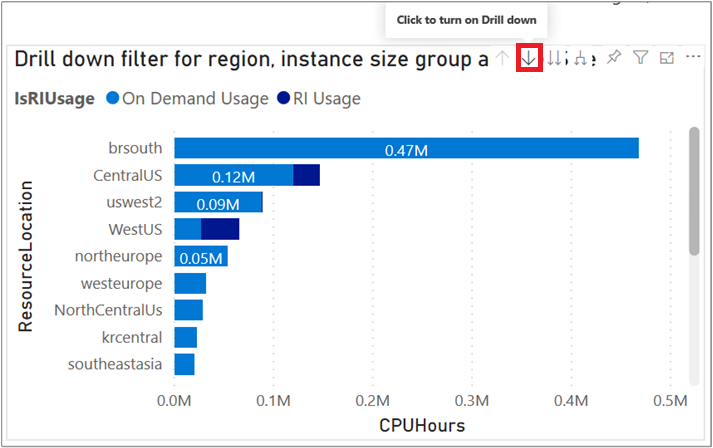 Click to turn on Drill down
Drill down filter for region, instance size group a
IsRIUsage On Demand Usage RI Usage
brsouth 0.47M
CentralUS 0.12M
uswest2 0.09M
WestUS
northeurope 0.05M
westeurope
NorthCentralUs
krcentral
southeastasia
ResourceLocation
0.0M 0.1M 0.2M 0.3M 0.4M 0.5M
CPUHours